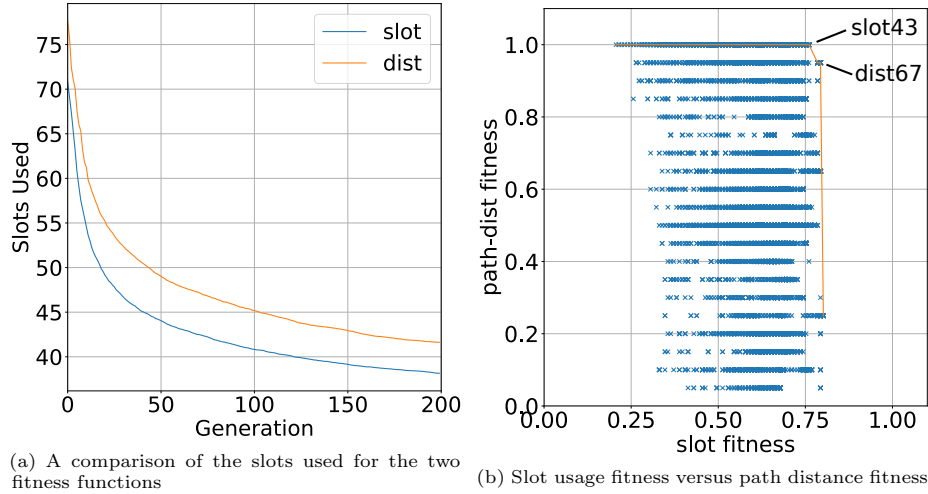 75
70
65
60
55
50
45
40
0
50
100
150
200
Slots Used
Generation
slot
dist
(a) A comparison of the slots used for the two
fitness functions
1.0
0.8
0.6
0.4
0.2
0.0
0.00
0.25
0.50
0.75
1.00
path-dist fitness
slot fitness
slot43
dist67
(b) Slot usage fitness versus path distance fitness